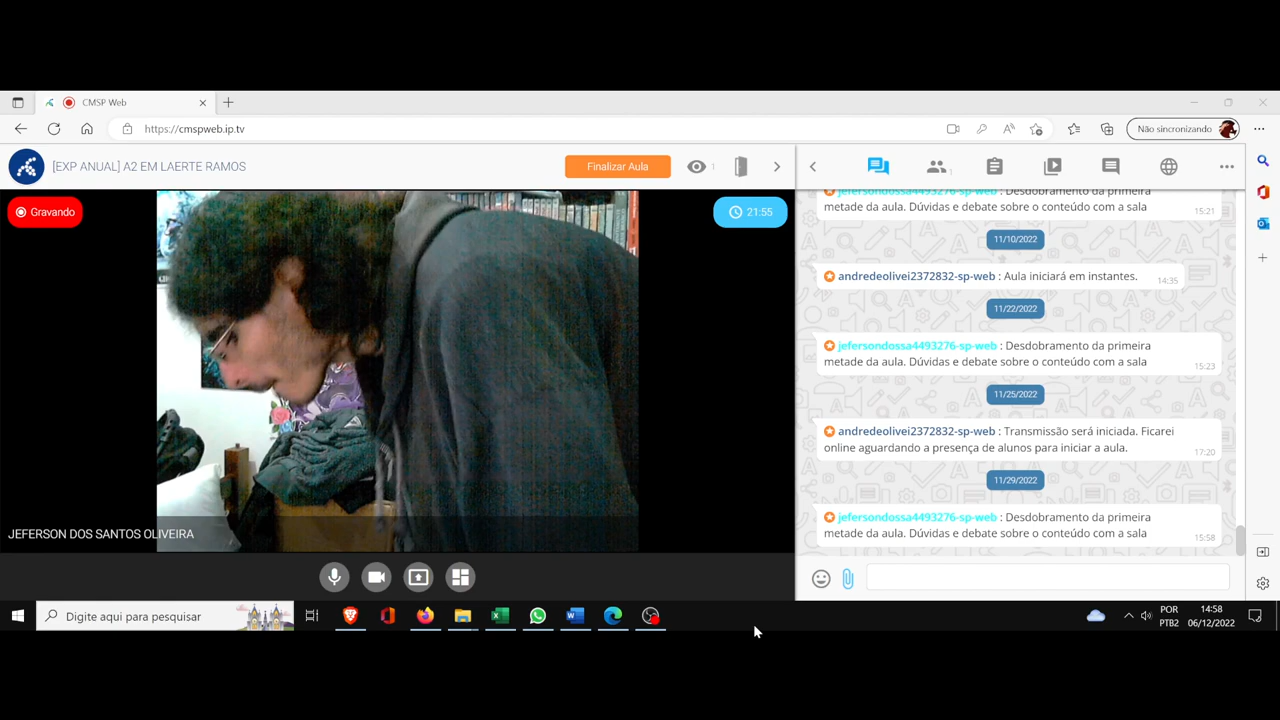 CMSP Web
https://cmspweb.ip.tv
Não sincronizando
[EXP ANUAL] A2 EM LAERTE RAMOS
Finalizar Aula
1
1
Gravando
21:55
JEFERSON DOS SANTOS OLIVEIRA
jefersondossa4493276-sp-web : Desdobramento da primeira
metade da aula. Dúvidas e debate sobre o conteúdo com a sala
15:21
11/10/2022
andredeolivei2372832-sp-web : Aula iniciará em instantes.
14:35
11/22/2022
jefersondossa4493276-sp-web : Desdobramento da primeira
metade da aula. Dúvidas e debate sobre o conteúdo com a sala
15:23
11/25/2022
andredeolivei2372832-sp-web : Transmissão será iniciada. Ficarei
online aguardando a presença de alunos para iniciar a aula.
17:20
11/29/2022
jefersondossa4493276-sp-web : Desdobramento da primeira
metade da aula. Dúvidas e debate sobre o conteúdo com a sala
15:58
Digite aqui para pesquisar
POR
PTB2
14:58
06/12/2022